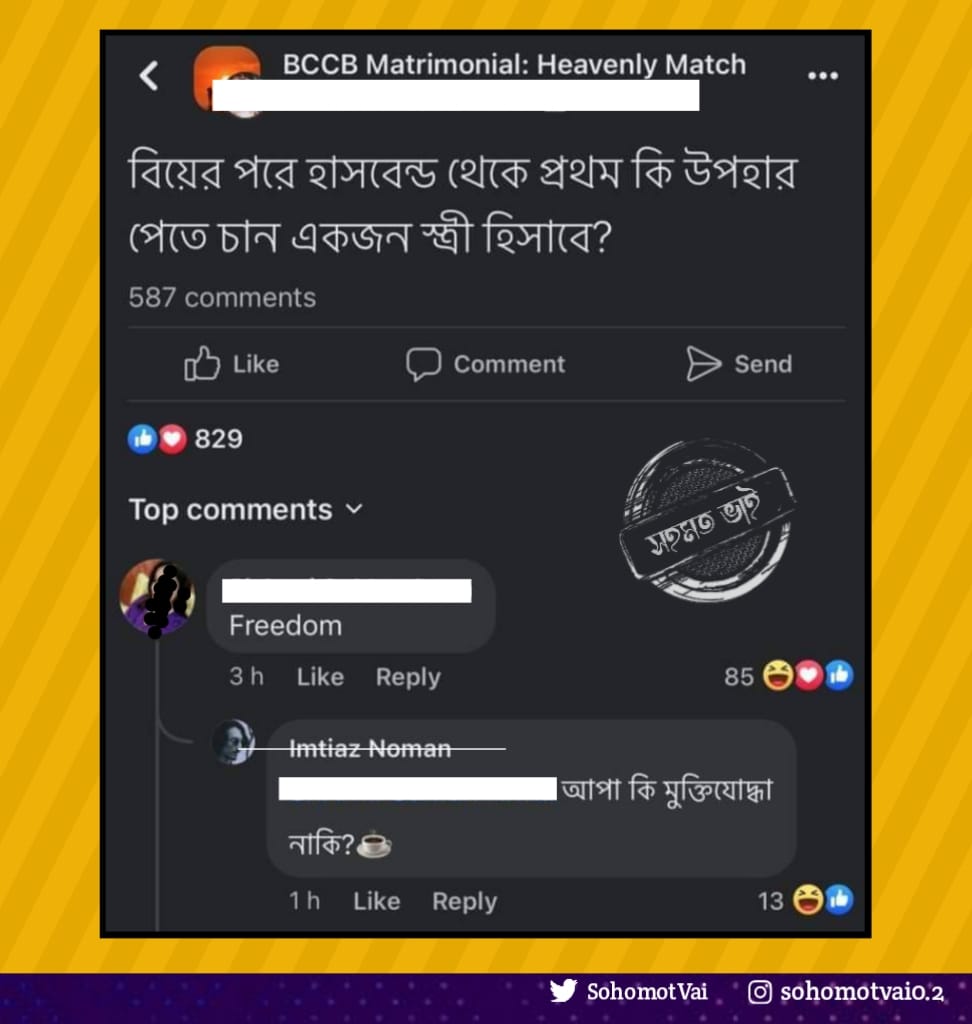 BCCB Matrimonial: Heavenly Match
বিয়ের পরে হাসবেন্ড থেকে প্রথম কি উপহার
পেতে চান একজন স্ত্রী হিসাবে?
587 comments
Like Comment Send
829
Top comments
সহমত ভাই
Freedom
3 h Like Reply 85
Imtiaz Noman
আপা কি মুক্তিযোদ্ধা
নাকি?☕
1 h Like Reply 13
SohomotVai sohomotvai0.2